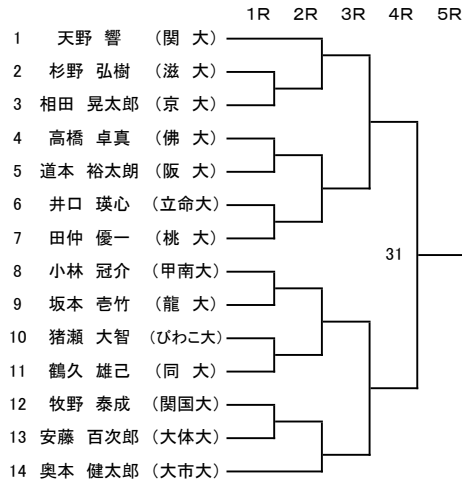 1R 2R 3R 4R 5R
1 天野 響 (関 大)
2 杉野 弘樹 (滋 大)
3 相田 晃太郎 (京 大)
4 高橋 卓真 (佛 大)
5 道本 裕太朗 (阪 大)
6 井口 瑛心 (立命大)
7 田仲 優一 (桃 大)
8 小林 冠介 (甲南大)
31
9 坂本 壱竹 (龍 大)
10 猪瀬 大智 (びわこ大)
11 鶴久 雄己 (同 大)
12 牧野 泰成 (関国大)
13 安藤 百次郎 (大体大)
14 奥本 健太郎 (大市大)